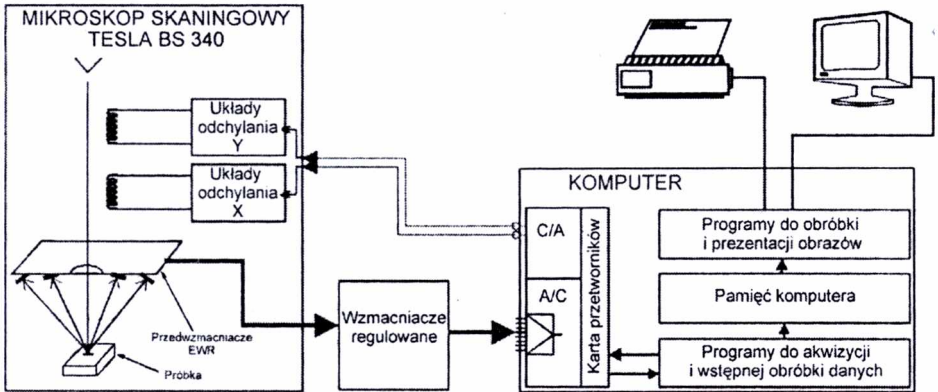 MIKROSKOP SKANINGOWY
TESLA BS 340
Układy
odchylania
Y
Układy
odchylania
X
Przedwzmacniacze
EWR
Próbka
Wzmacniacze
regulowane
KOMPUTER
C/A
A/C
Karta przetworników
Programy do obróbki
i prezentacji obrazów
Pamięć komputera
Programy do akwizycji
i wstępnej obróbki danych